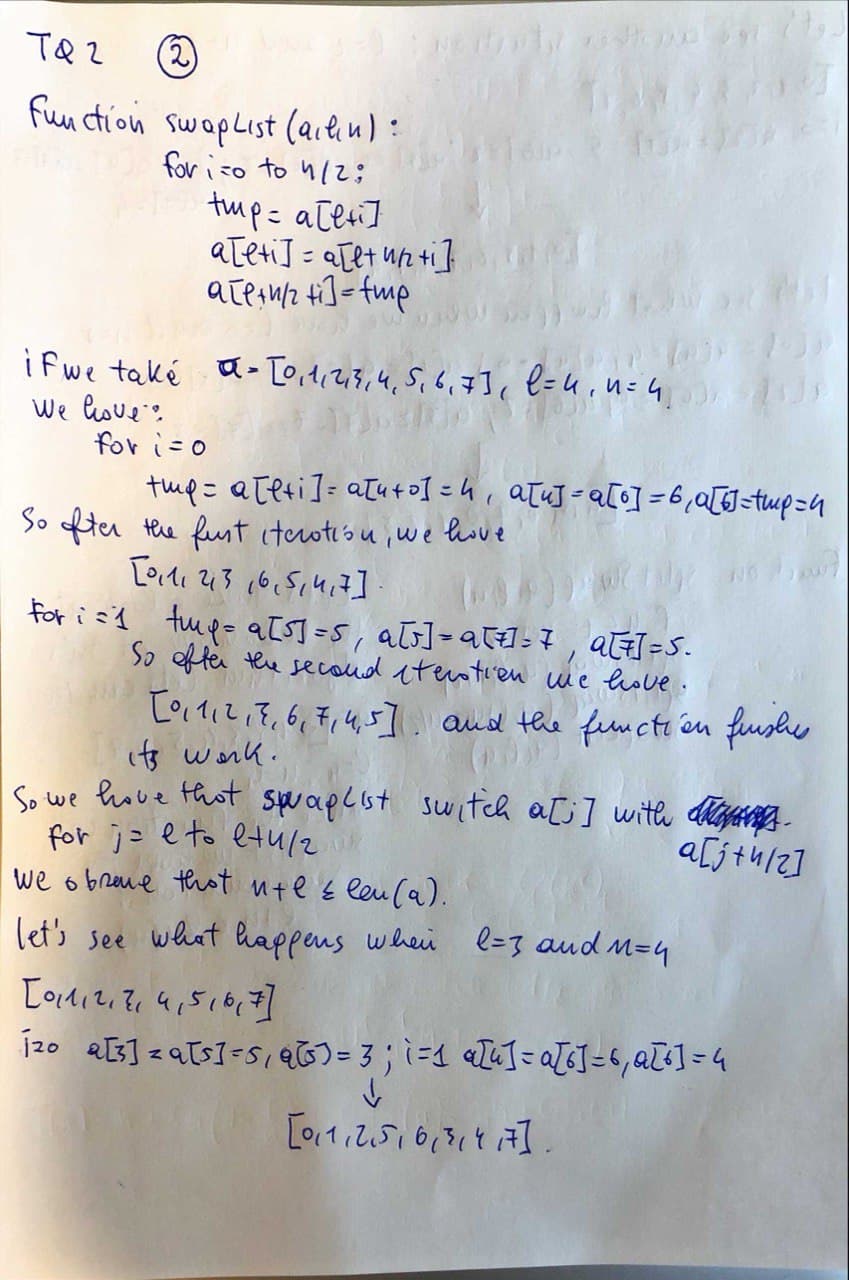 TQ2 ②
Function swapList(a,l,n):
for i=0 to n/2:
tmp = a[l+i]
a[l+i] = a[l+n/2+i]
a[l+n/2+i]=tmp
if we take a = [0,1,2,3,4,5,6,7], l=4, n=4.
We have:
for i=0
tmp= a[l+i]= a[4+0]=4, a[4]=a[6]=6, a[6]=tmp=4
So after the first iteration, we have
[0,1,2,3,6,5,4,7].
for i=1 tmp= a[5]=5, a[5]=a[7]=7, a[7]=5.
So after the second iteration we have.
[0,1,2,3,6,7,4,5]. and the function finishes
its work.
So we have that swapList switch a[j] with
for j= l to l+n/2 a[j+n/2]
We obseve that n+l ≤ len(a).
let's see what happens when l=3 and n=4
[0,1,2,3,4,5,6,7]
i=0 a[3]=a[5]=5, a[5)=3; i=1 a[4]=a[6]=6, a[6]=4
↓
[0,1,2,5,6,3,4,7].